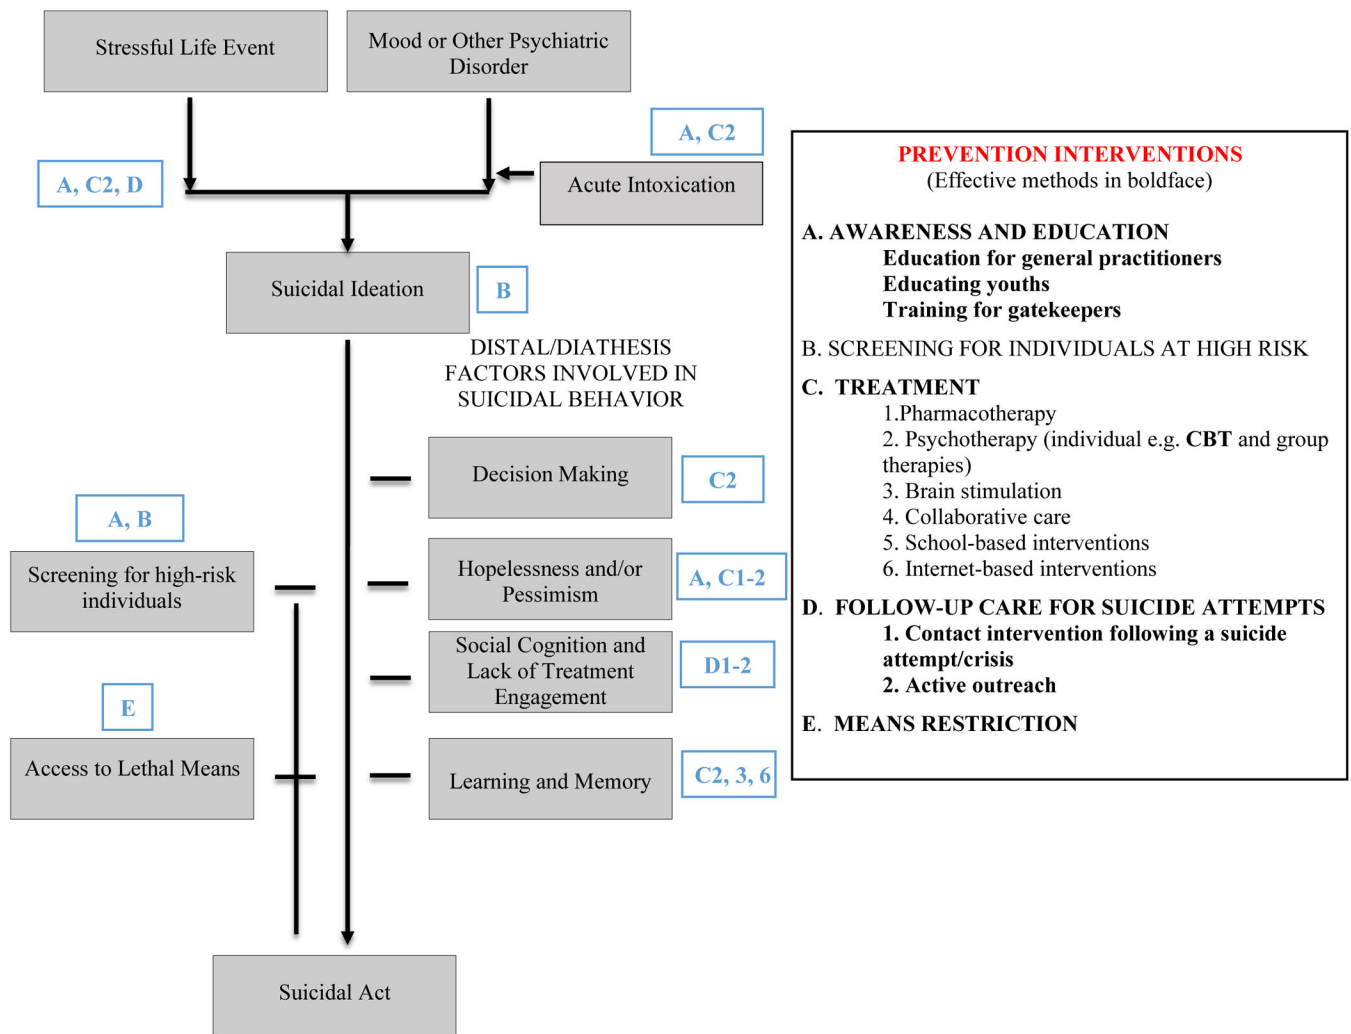 Stressful Life Event
Mood or Other Psychiatric
Disorder
A, C2
A, C2, D
Acute Intoxication
Suicidal Ideation
B
DISTAL/DIATHESIS
FACTORS INVOLVED IN
SUICIDAL BEHAVIOR
Decision Making
C2
A, B
Screening for high-risk
individuals
Hopelessness and/or
Pessimism
A, C1-2
Social Cognition and
Lack of Treatment
Engagement
D1-2
E
Access to Lethal Means
Learning and Memory
C2, 3, 6
Suicidal Act
PREVENTION INTERVENTIONS
(Effective methods in boldface)
A. AWARENESS AND EDUCATION
Education for general practitioners
Educating youths
Training for gatekeepers
B. SCREENING FOR INDIVIDUALS AT HIGH RISK
C. TREATMENT
1.Pharmacotherapy
2. Psychotherapy (individual e.g. CBT and group
therapies)
3. Brain stimulation
4. Collaborative care
5. School-based interventions
6. Internet-based interventions
D. FOLLOW-UP CARE FOR SUICIDE ATTEMPTS
1. Contact intervention following a suicide
attempt/crisis
2. Active outreach
E. MEANS RESTRICTION